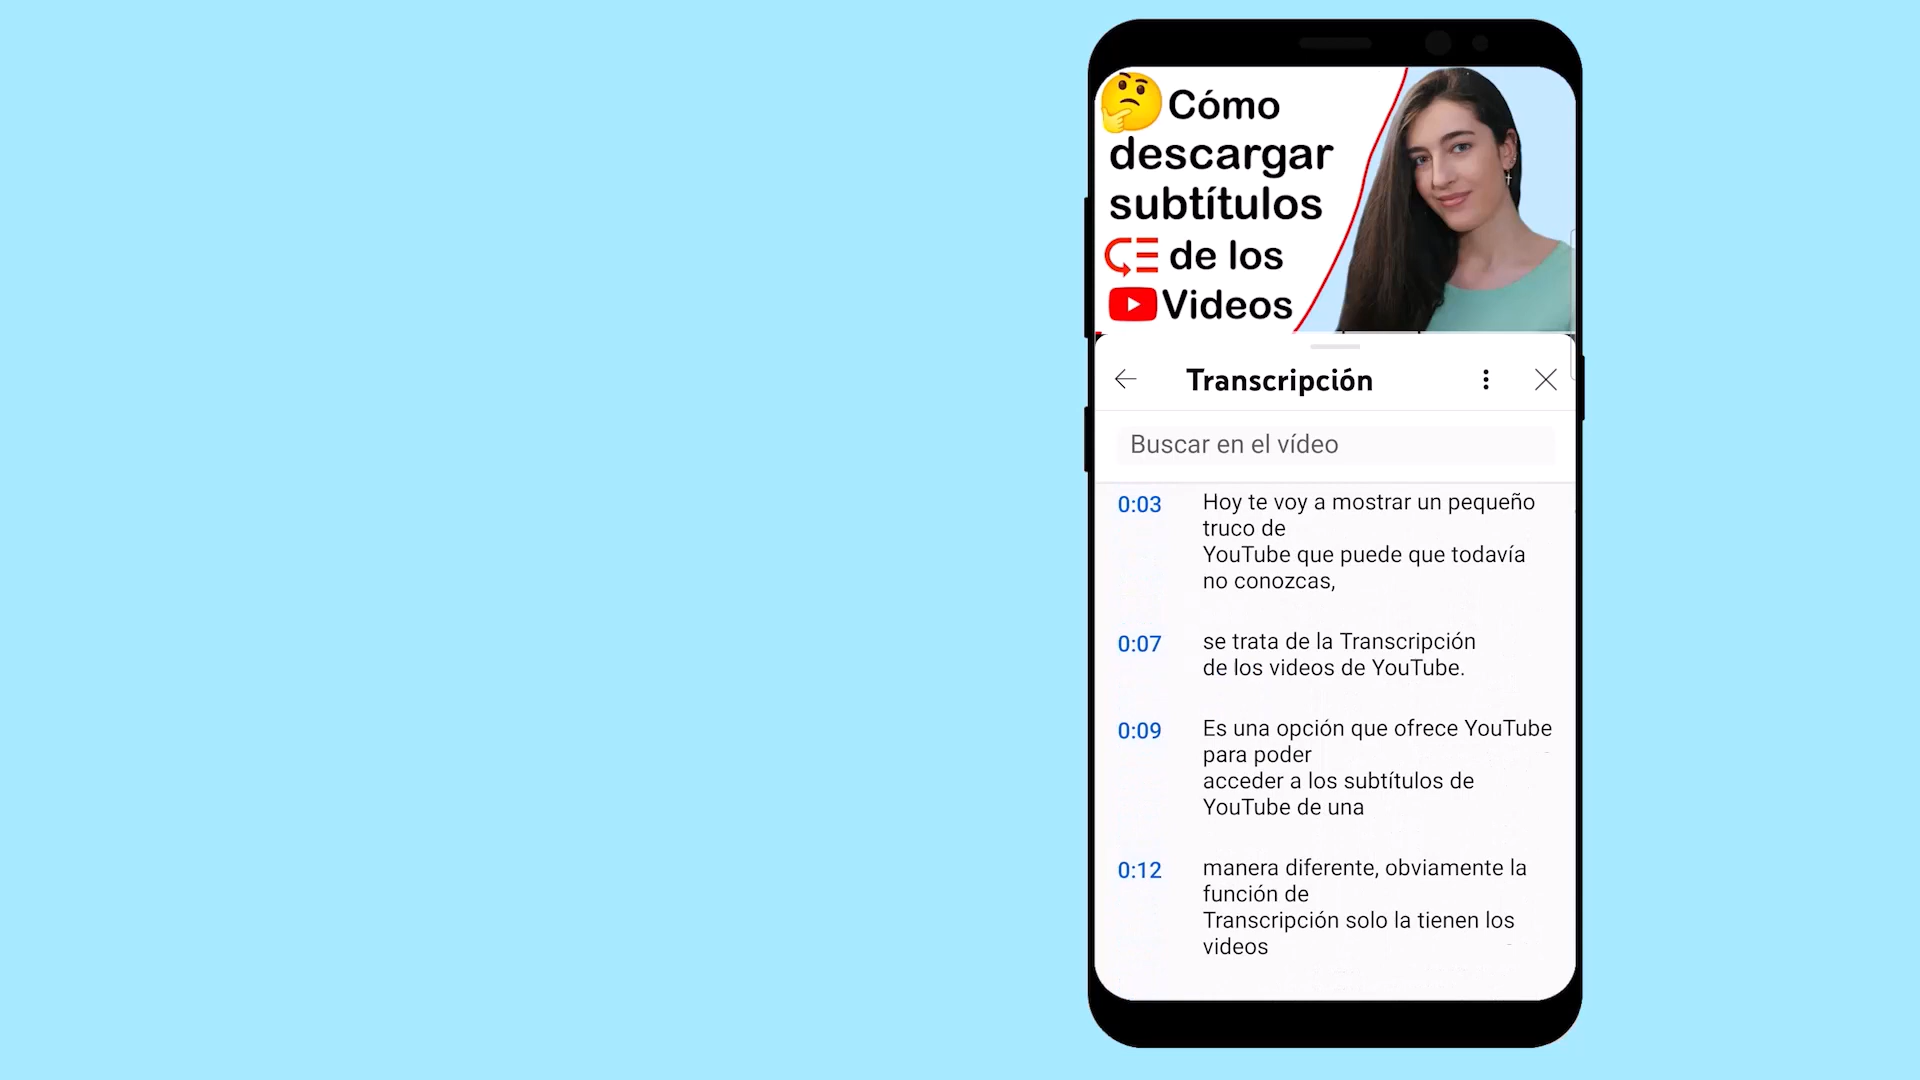 Cómo
descargar
subtítulos
de los
Videos
Transcripción
Buscar en el vídeo
0:03
Hoy te voy a mostrar un pequeño
truco de
YouTube que puede que todavía
no conozcas,
0:07
se trata de la Transcripción
de los videos de YouTube.
0:09
Es una opción que ofrece YouTube
para poder
acceder a los subtítulos de
YouTube de una
0:12
manera diferente, obviamente la
función de
Transcripción solo la tienen los
videos